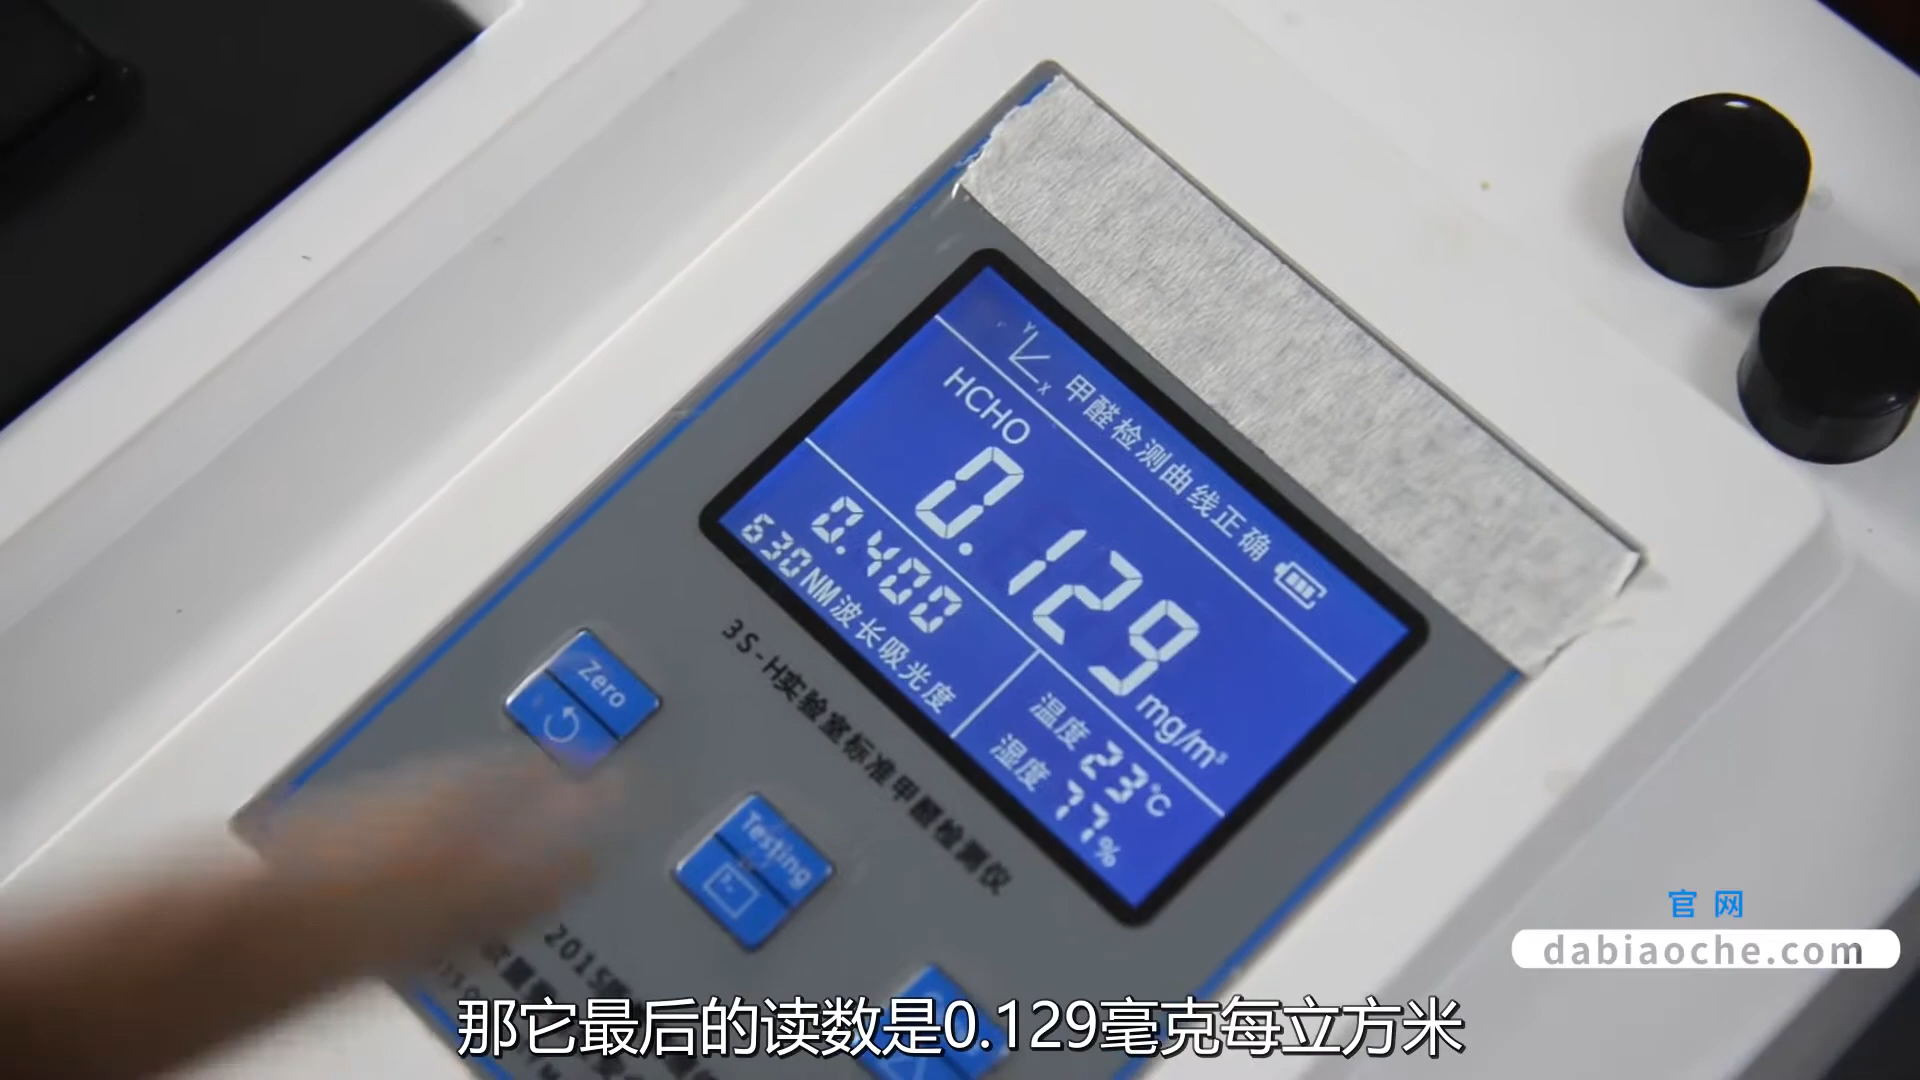 Y
X
甲醛检测曲线正确
HCHO
0.129 mg/m³
0.400
630NM波长吸光度
温度 23℃
湿度 77%
3S-H实验室标准甲醛检测仪
Zero
Testing
官网
dabiaoche.com
那它最后的读数是0.129毫克每立方米